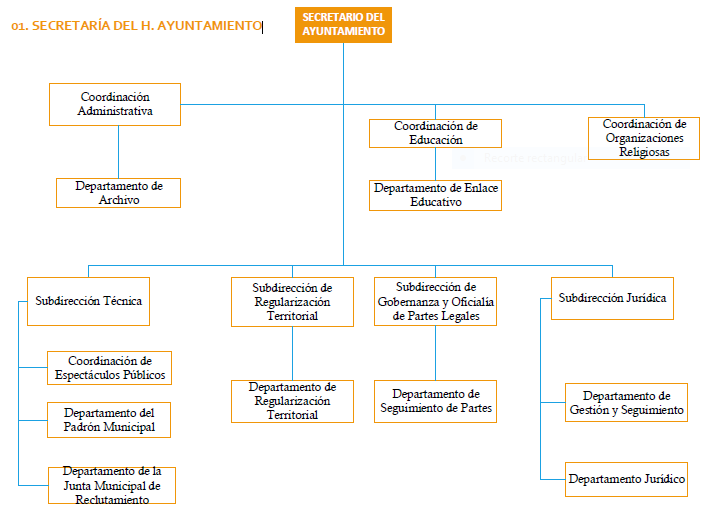 01. SECRETARÍA DEL H. AYUNTAMIENTO
SECRETARIO DEL
AYUNTAMIENTO
Coordinación
Administrativa
Coordinación de
Educación
Coordinación de
Organizaciones
Religiosas
Departamento de
Archivo
Departamento de Enlace
Educativo
Subdirección Técnica
Subdirección de
Regularización
Territorial
Subdirección de
Gobernanza y Oficialía
de Partes Legales
Subdirección Jurídica
Coordinación de
Espectáculos Públicos
Departamento de
Regularización
Territorial
Departamento de
Seguimiento de Partes
Departamento de
Gestión y Seguimiento
Departamento del
Padrón Municipal
Departamento de la
Junta Municipal de
Reclutamiento
Departamento Jurídico